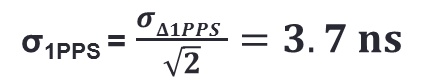 σ1PPS = σΔ1PPS / √2 = 3.7 ns